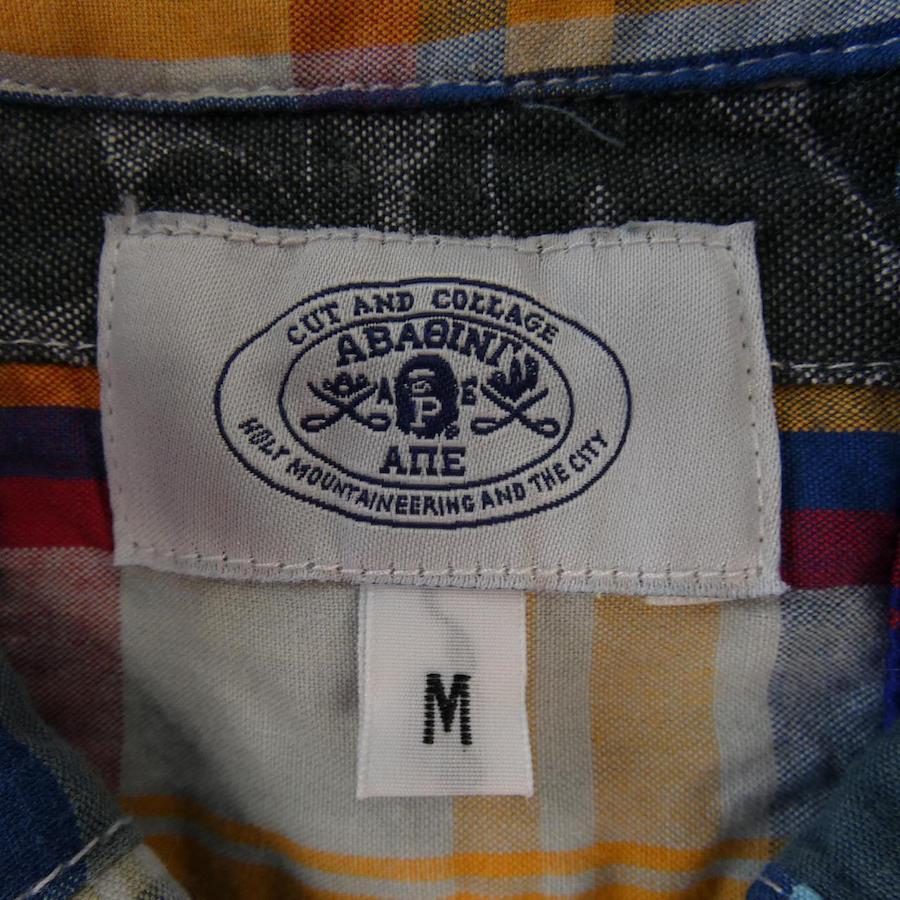 CUT AND COLLAGE
ΑΒΑΘΙΝΓ
A E
P
ΑΠΕ
HOLY MOUNTAINEERING AND THE CITY
M